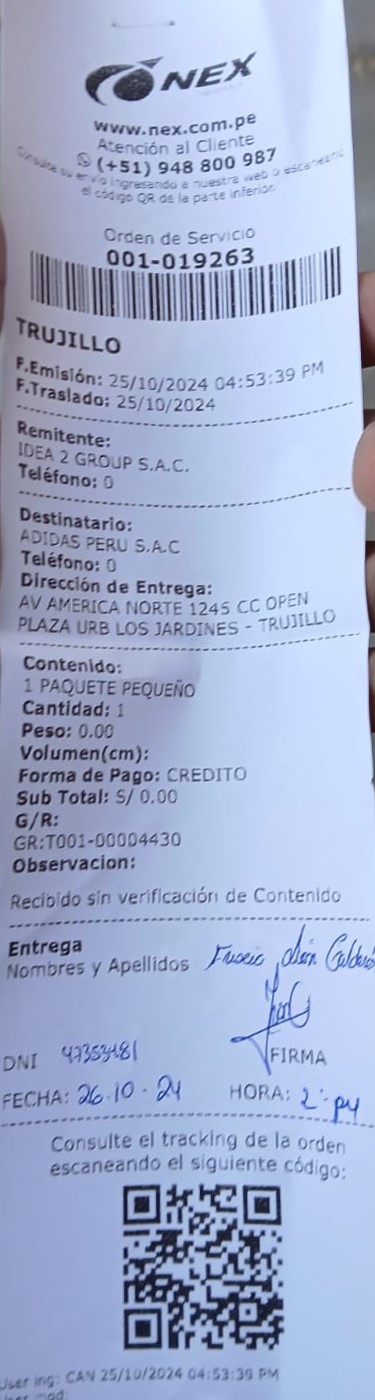 NEX
www.nex.com.pe
Atención al Cliente
(+51) 948 800 987
Consulte su envío ingresando a nuestra web o escaneando
el código QR de la parte inferior.
Orden de Servicio
001-019263
TRUJILLO
F.Emisión: 25/10/2024 04:53:39 PM
F.Traslado: 25/10/2024
Remitente:
IDEA 2 GROUP S.A.C.
Teléfono: 0
Destinatario:
ADIDAS PERU S.A.C
Teléfono: 0
Dirección de Entrega:
AV AMERICA NORTE 1245 CC OPEN
PLAZA URB LOS JARDINES - TRUJILLO
Contenido:
1 PAQUETE PEQUEÑO
Cantidad: 1
Peso: 0.00
Volumen(cm):
Forma de Pago: CREDITO
Sub Total: S/ 0.00
G/R:
GR:T001-00004430
Observacion:
Recibido sin verificación de Contenido
Entrega
Nombres y Apellidos
DNI
FIRMA
FECHA: 26-10-24 HORA: 2
Consulte el tracking de la orden
escaneando el siguiente código:
User ing: CAN 25/10/2024 04:53:39 PM